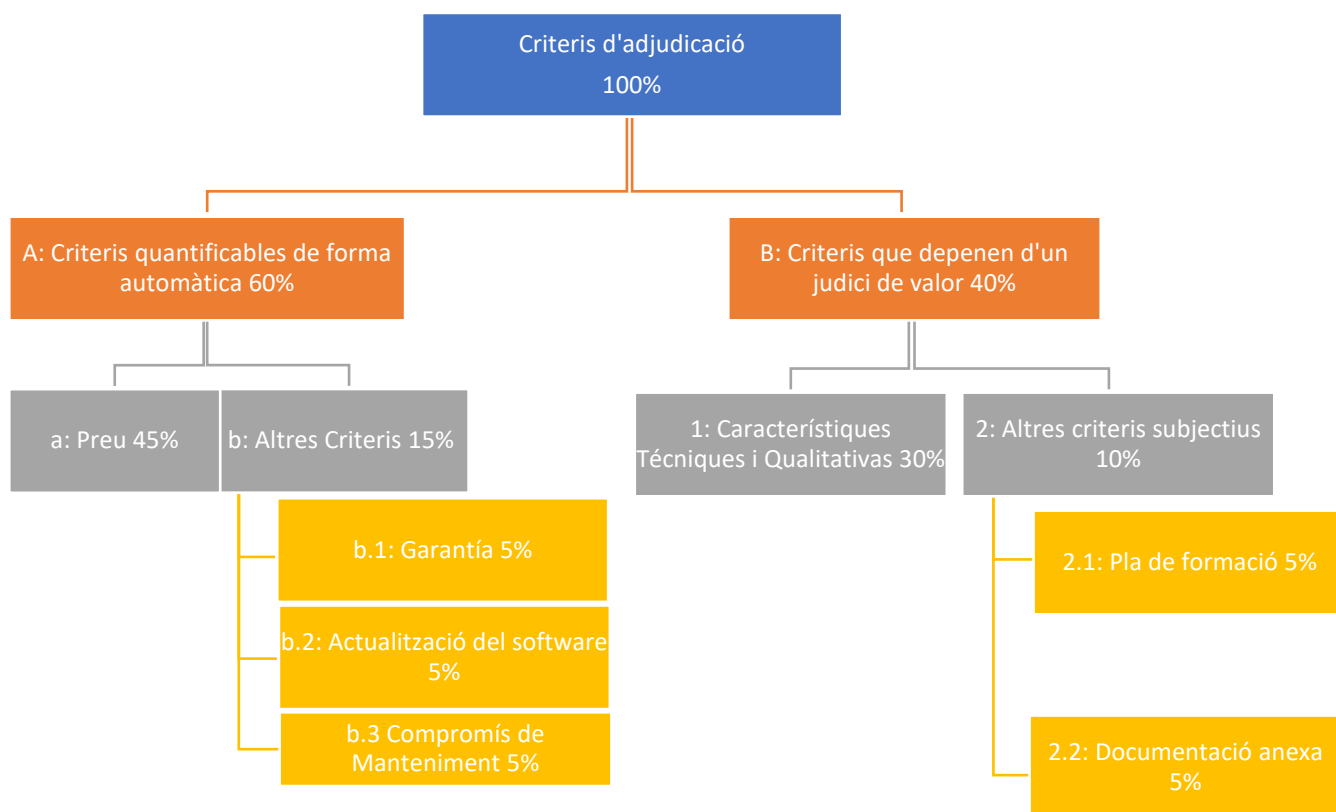 Criteris d'adjudicació
100%
A: Criteris quantificables de forma
automàtica 60%
B: Criteris que depenen d'un
judici de valor 40%
a: Preu 45%
b: Altres Criteris 15%
1: Característiques
Técniques i Qualitativas 30%
2: Altres criteris subjectius
10%
b.1: Garantía 5%
b.2: Actualització del software
5%
b.3 Compromís de
Manteniment 5%
2.1: Pla de formació 5%
2.2: Documentació anexa
5%